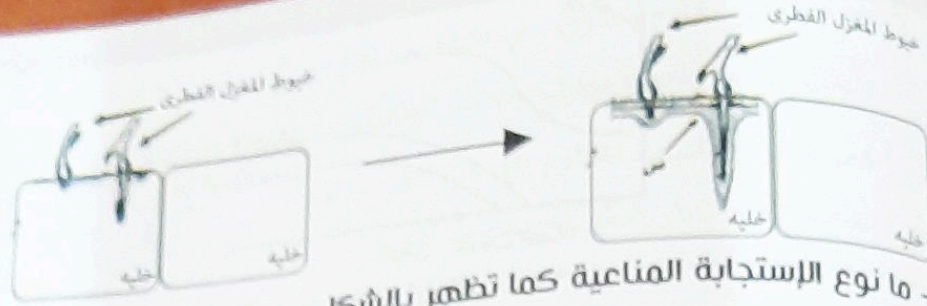 خيوط المغزل الفطرى
خيوط المغزل الفطرى
س
خلية
خلية
خلية
خلية
ما نوع الإستجابة المناعية كما تظهر بالشكل